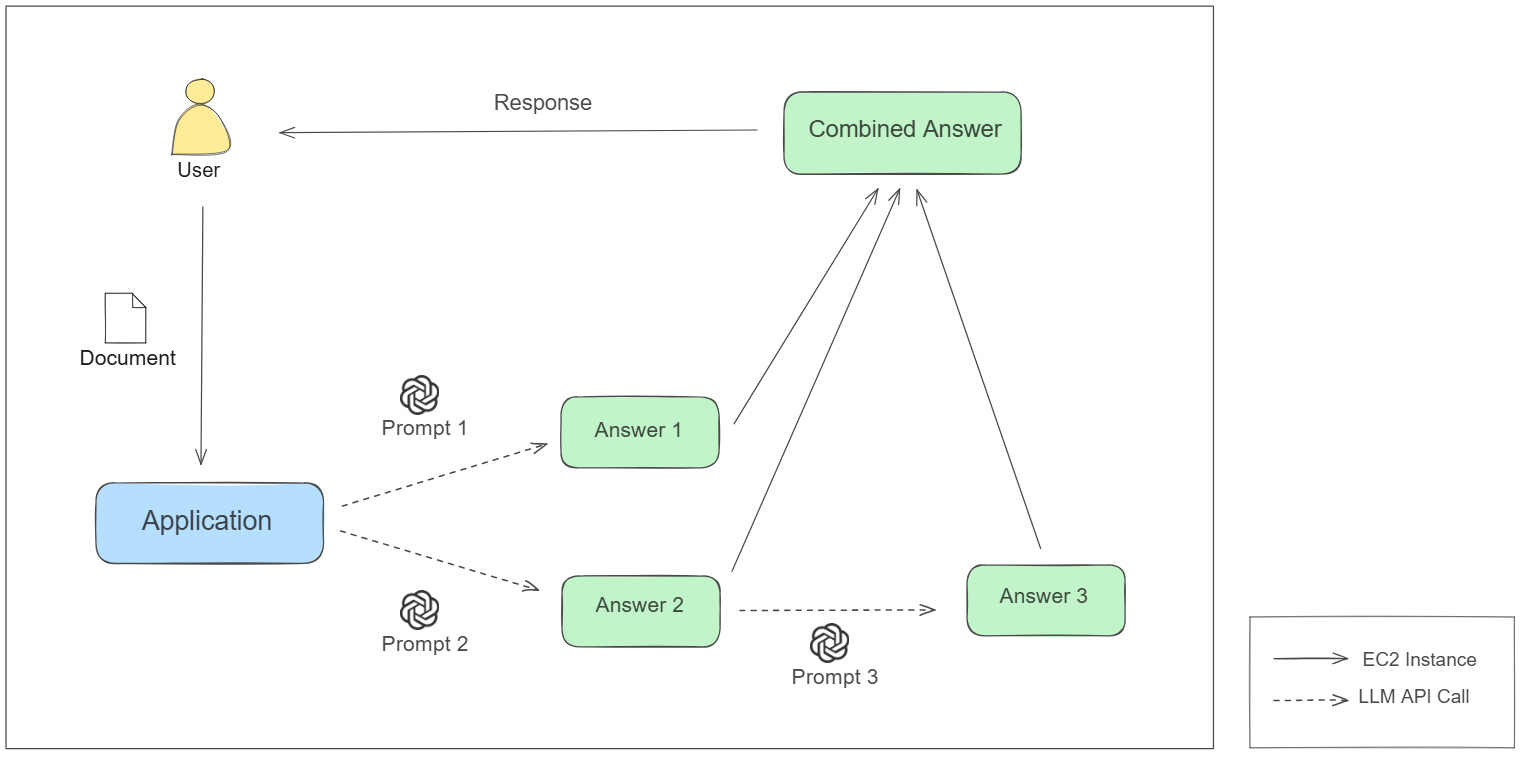 Response
Combined Answer
User
Document
Prompt 1
Answer 1
Application
Answer 2
Answer 3
Prompt 2
Prompt 3
EC2 Instance
LLM API Call